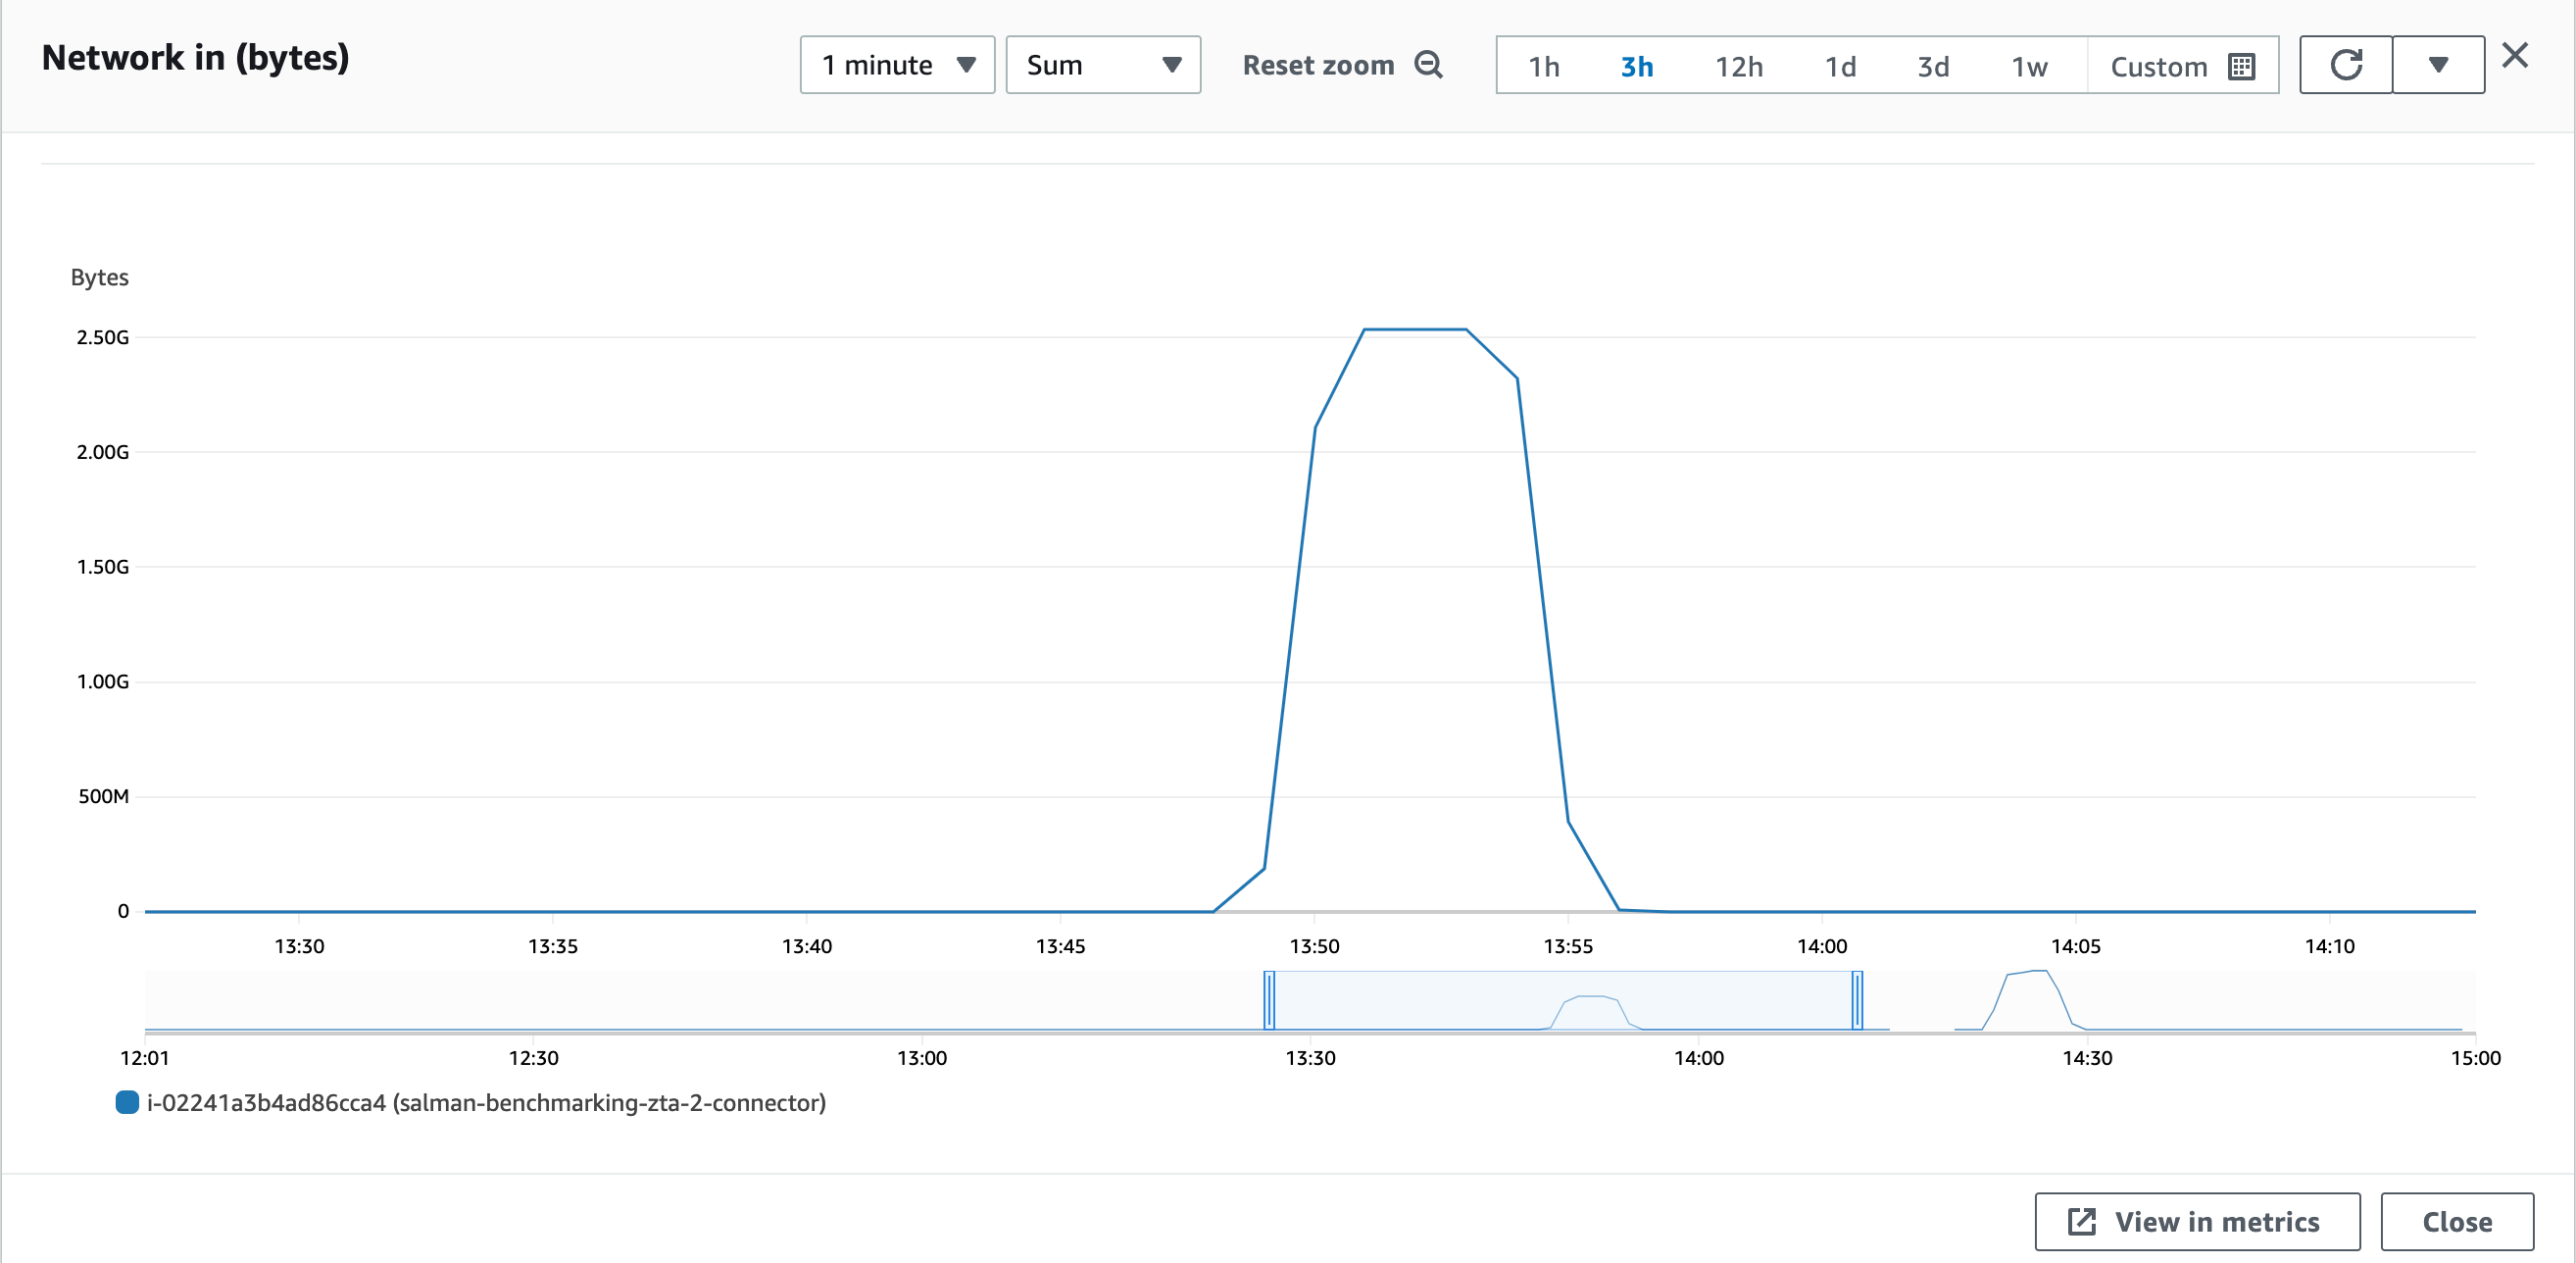 Network in (bytes)
1 minute
Sum
Reset zoom
1h 3h 12h 1d 3d 1w Custom
Bytes
2.50G
2.00G
1.50G
1.00G
500M
0
13:30 13:35 13:40 13:45 13:50 13:55 14:00 14:05 14:10
12:01 12:30 13:00 13:30 14:00 14:30 15:00
i-02241a3b4ad86cca4 (salman-benchmarking-zta-2-connector)
View in metrics
Close